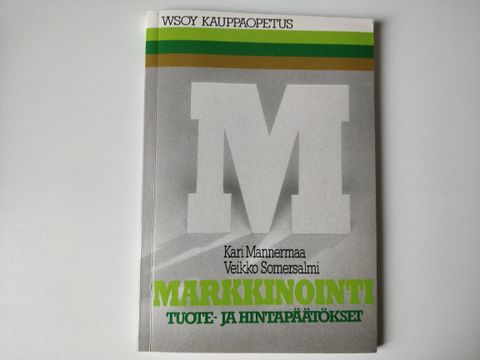 WSOY KAUPPAOPETUS
M
Kari Mannermaa
Veikko Somersalmi
MARKKINOINTI
TUOTE- JA HINTAPÄÄTÖKSET